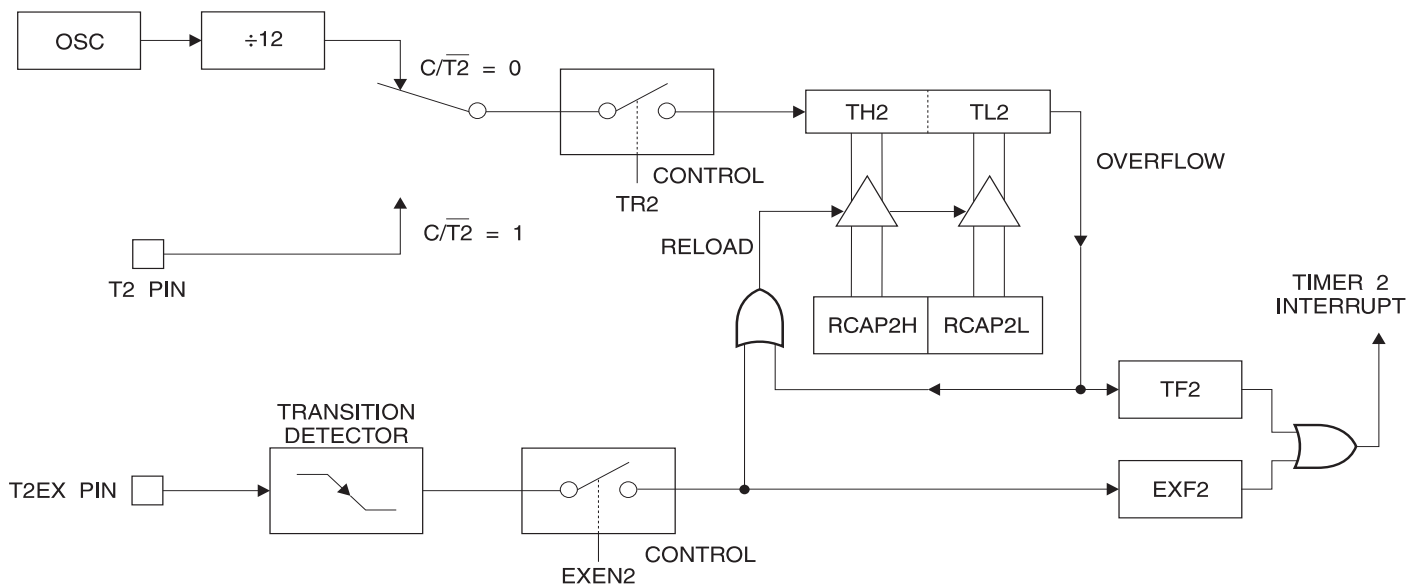 OSC
÷12
C/T2 = 0
TH2
TL2
OVERFLOW
CONTROL
TR2
C/T2 = 1
RELOAD
T2 PIN
TIMER 2
INTERRUPT
RCAP2H
RCAP2L
TF2
TRANSITION
DETECTOR
T2EX PIN
EXF2
CONTROL
EXEN2